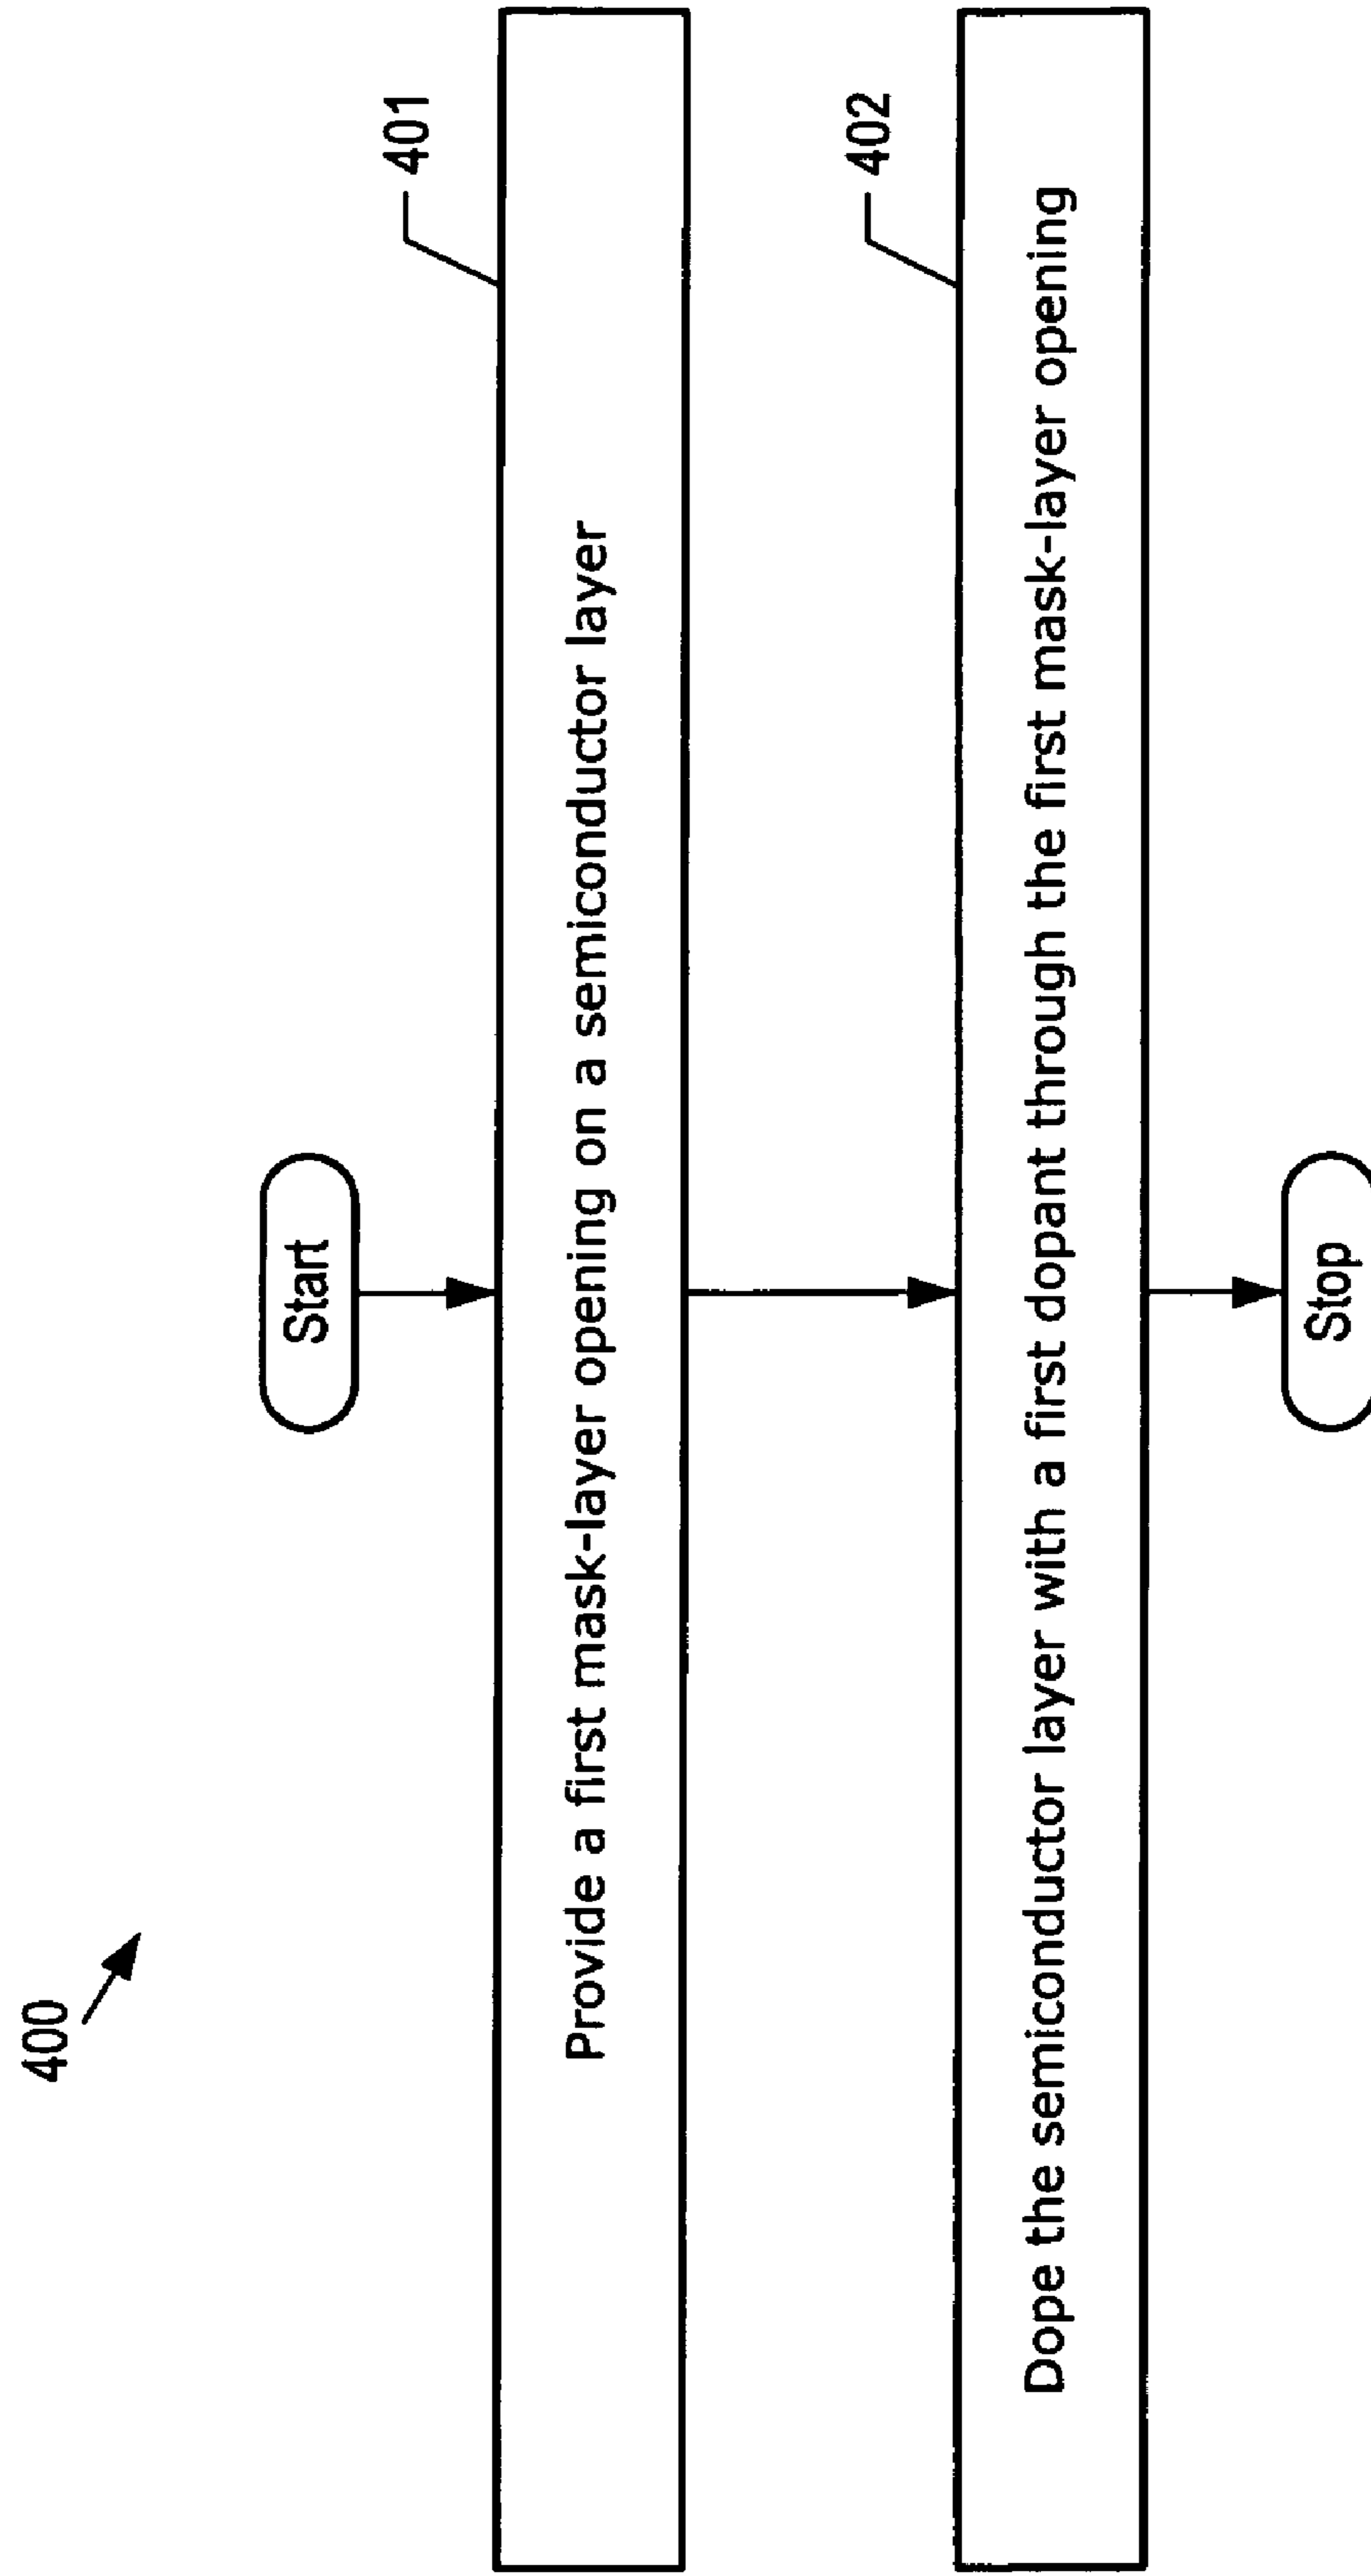 400
Start
401
Provide a first mask-layer opening on a semiconductor layer
402
Dope the semiconductor layer with a first dopant through the first mask-layer opening
Stop